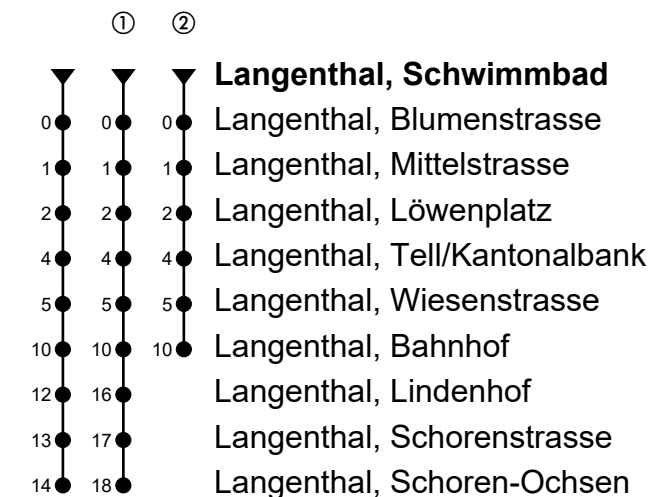 ① ②
Langenthal, Schwimmbad
0 0 0 Langenthal, Blumenstrasse
1 1 1 Langenthal, Mittelstrasse
2 2 2 Langenthal, Löwenplatz
4 4 4 Langenthal, Tell/Kantonalbank
5 5 5 Langenthal, Wiesenstrasse
10 10 10 Langenthal, Bahnhof
12 16 Langenthal, Lindenhof
13 17 Langenthal, Schorenstrasse
14 18 Langenthal, Schoren-Ochsen